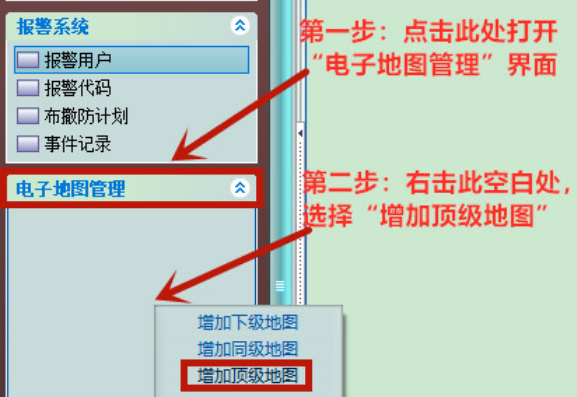 报警系统
报警用户
报警代码
布撤防计划
事件记录
电子地图管理
第一步：点击此处打开
“电子地图管理”界面
第二步：右击此空白处，
选择“增加顶级地图”
增加下级地图
增加同级地图
增加顶级地图